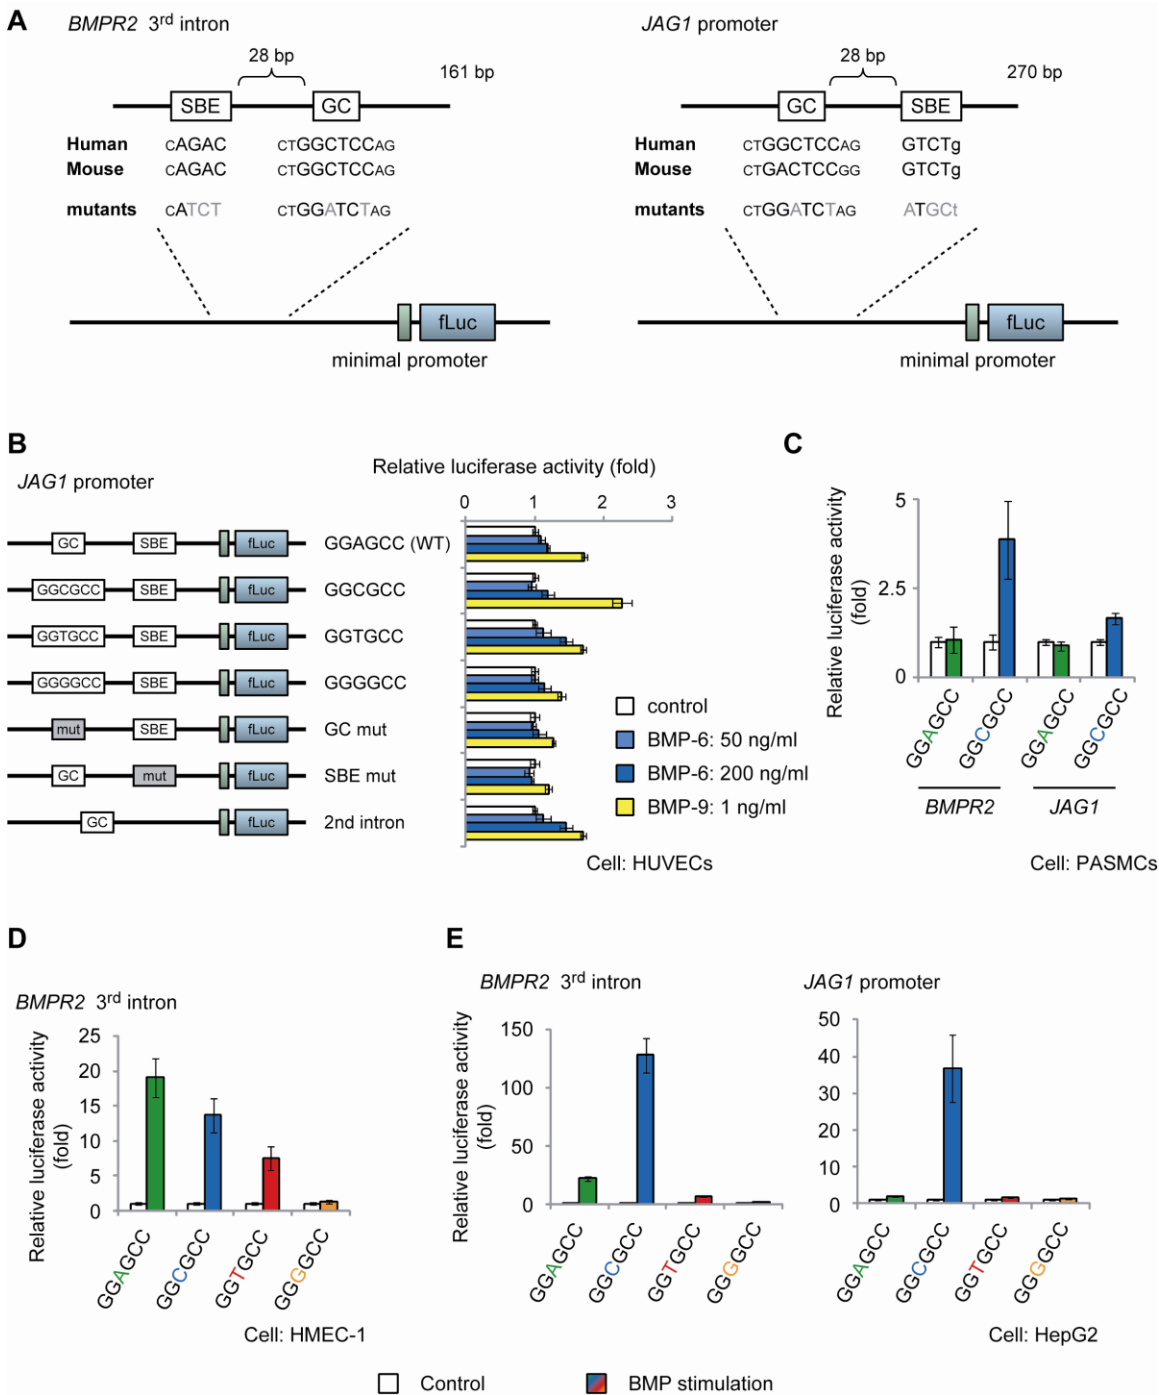 A
BMPR2 3rd intron
28 bp
161 bp
SBE GC
Human cAGAC CTGGCTCCAG
Mouse cAGAC CTGGCTCCAG
mutants cATCT CTGGATCTAG
fLuc
minimal promoter
JAG1 promoter
28 bp
270 bp
GC SBE
Human CTGGCTCCAG GTCTg
Mouse CTGACTCCGG GTCTg
mutants CTGGATCTAG ATGCt
fLuc
minimal promoter
B
JAG1 promoter
Relative luciferase activity (fold)
0 1 2 3
GC SBE fLuc GGAGCC (WT)
GGCGCC SBE fLuc GGCGCC
GGTGCC SBE fLuc GGTGCC
GGGGCC SBE fLuc GGGGCC
mut SBE fLuc GC mut
GC mut fLuc SBE mut
GC fLuc 2nd intron
control
BMP-6: 50 ng/ml
BMP-6: 200 ng/ml
BMP-9: 1 ng/ml
Cell: HUVECs
C
Relative luciferase activity
(fold)
5
2.5
0
GGAGCC GGCGCC GGAGCC GGCGCC
BMPR2 JAG1
Cell: PASMCs
D
BMPR2 3rd intron
Relative luciferase activity
(fold)
25
20
15
10
5
0
GGAGCC GGCGCC GGTGCC GGGGCC
Cell: HMEC-1
E
BMPR2 3rd intron
Relative luciferase activity
(fold)
150
100
50
0
GGAGCC GGCGCC GGTGCC GGGGCC
JAG1 promoter
50
40
30
20
10
0
GGAGCC GGCGCC GGTGCC GGGGCC
Cell: HepG2
Control BMP stimulation